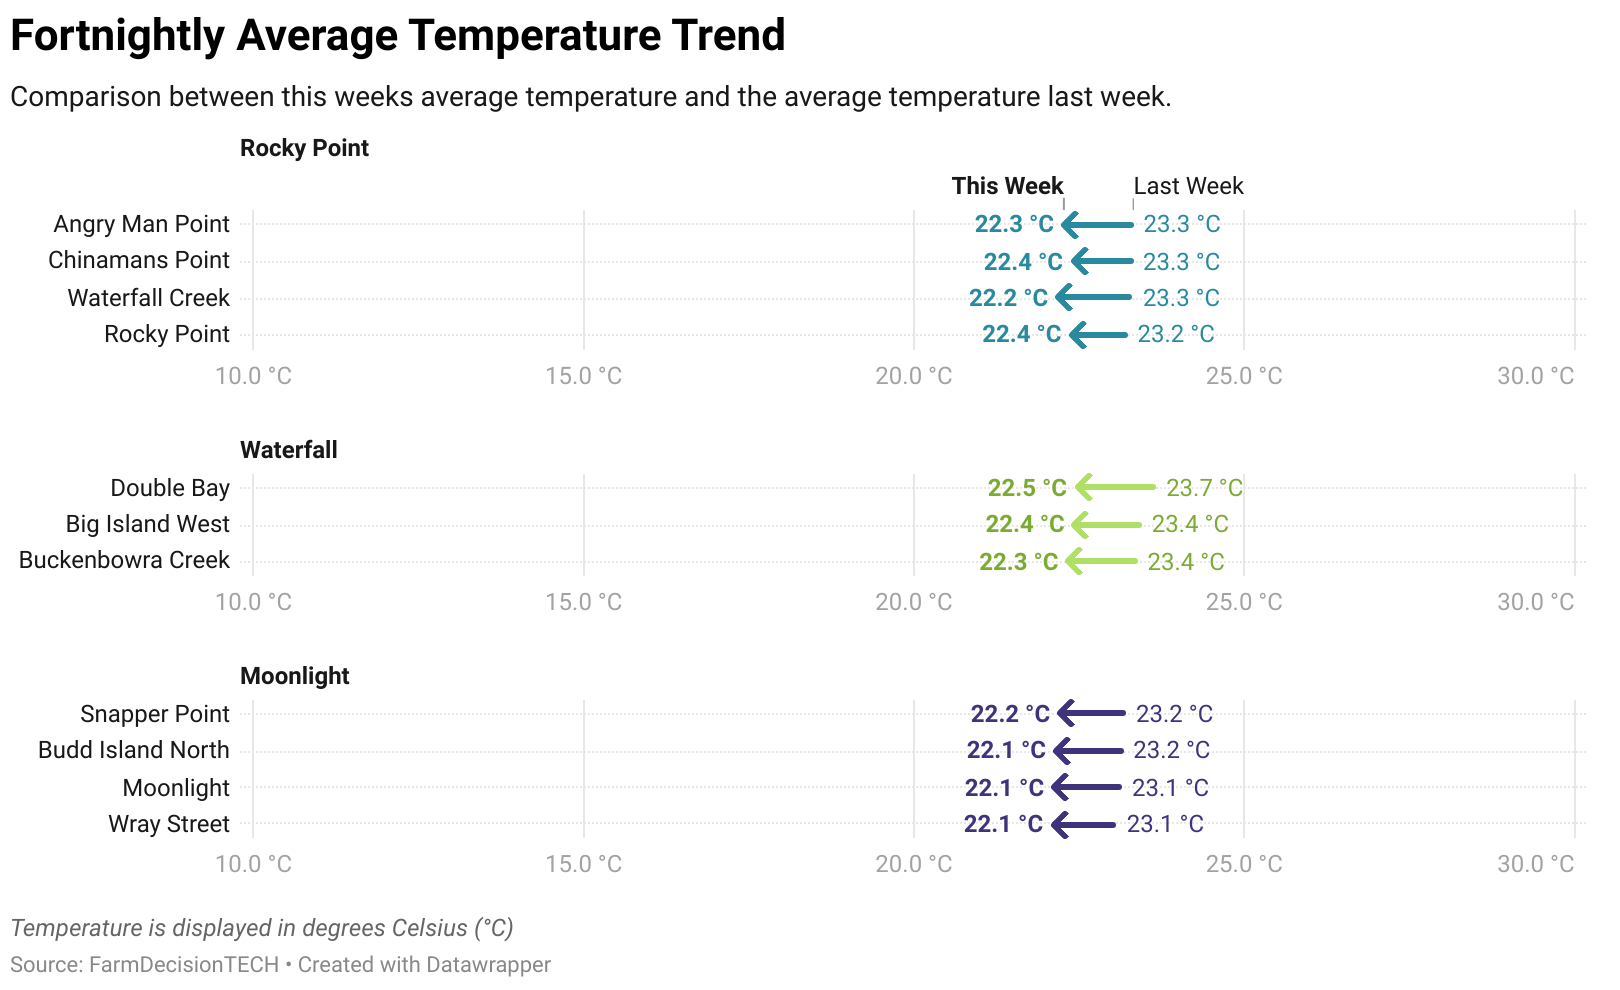 Fortnightly Average Temperature Trend
Comparison between this weeks average temperature and the average temperature last week.
Rocky Point
This Week Last Week
Angry Man Point 22.3 °C 23.3 °C
Chinamans Point 22.4 °C 23.3 °C
Waterfall Creek 22.2 °C 23.3 °C
Rocky Point 22.4 °C 23.2 °C
10.0 °C 15.0 °C 20.0 °C 25.0 °C 30.0 °C
Waterfall
Double Bay 22.5 °C 23.7 °C
Big Island West 22.4 °C 23.4 °C
Buckenbowra Creek 22.3 °C 23.4 °C
10.0 °C 15.0 °C 20.0 °C 25.0 °C 30.0 °C
Moonlight
Snapper Point 22.2 °C 23.2 °C
Budd Island North 22.1 °C 23.2 °C
Moonlight 22.1 °C 23.1 °C
Wray Street 22.1 °C 23.1 °C
10.0 °C 15.0 °C 20.0 °C 25.0 °C 30.0 °C
Temperature is displayed in degrees Celsius (°C)
Source: FarmDecisionTECH • Created with Datawrapper